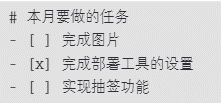 # 本月要做的任务
- [ ] 完成图片
- [x] 完成部署工具的设置
- [ ] 实现抽签功能